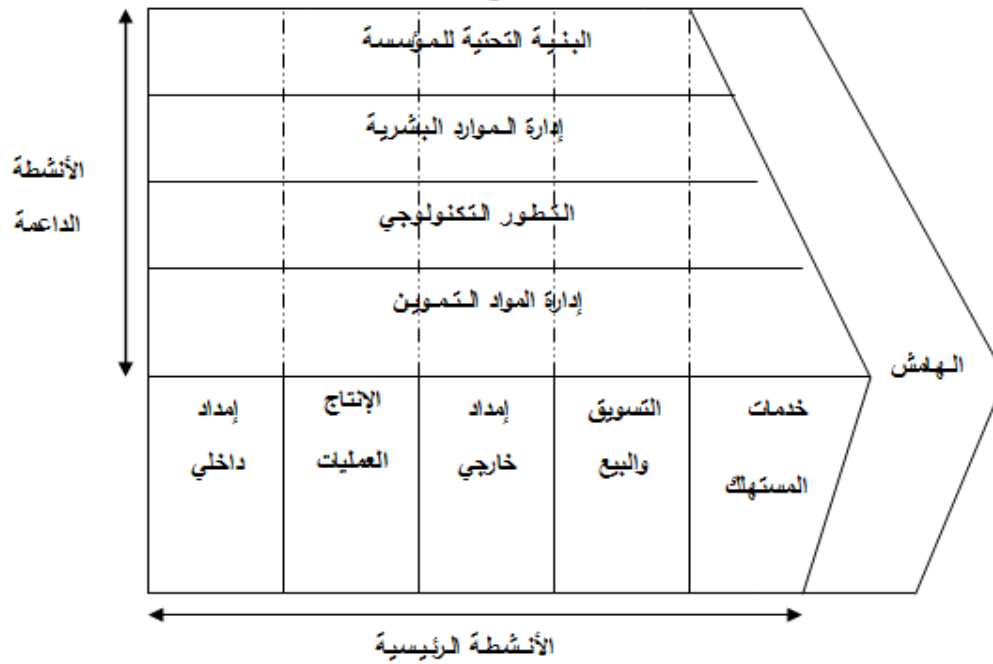 البنية التحتية للمؤسسة
إدارة الموارد البشرية
التطور التكنولوجي
إدارة المواد التموين
الأنشطة
الداعمة
الهامش
إمداد
داخلي
الإنتاج
العمليات
إمداد
خارجي
التسويق
والبيع
خدمات
المستهلك
الأنشطة الرئيسية